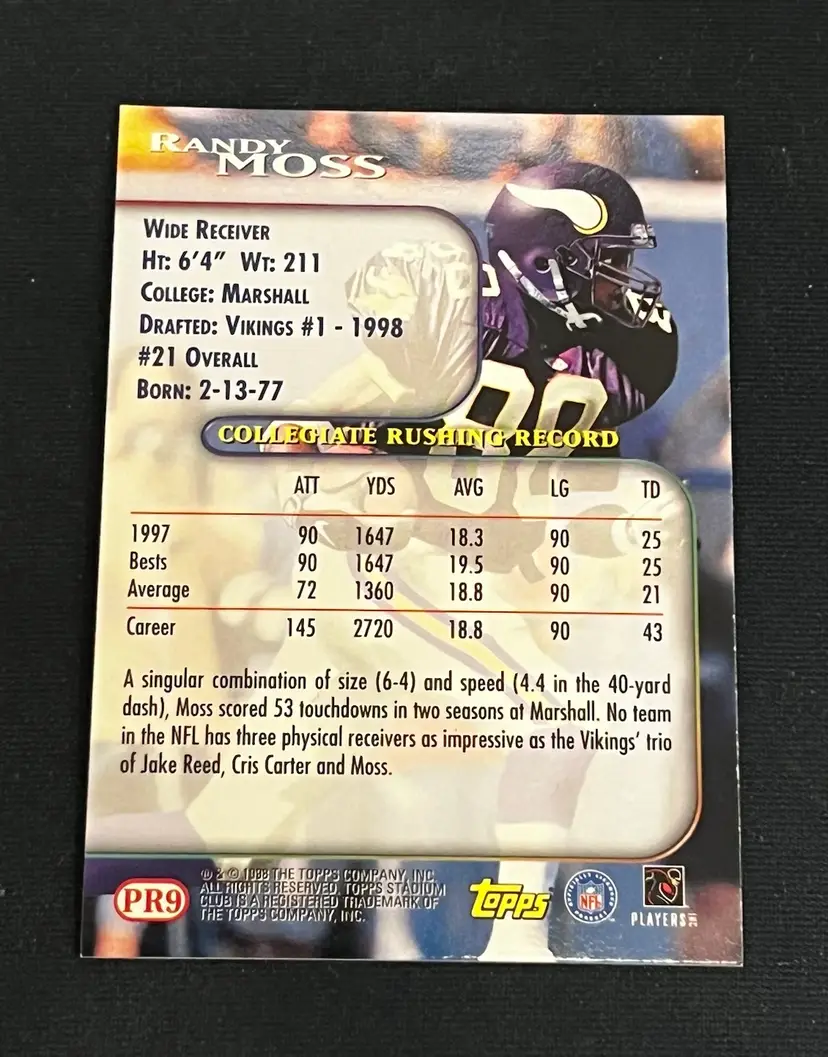 RANDY
MOSS
WIDE RECEIVER
HT: 6'4" WT: 211
COLLEGE: MARSHALL
DRAFTED: VIKINGS #1 - 1998
#21 OVERALL
BORN: 2-13-77
COLLEGIATE RUSHING RECORD
ATT YDS AVG LG TD
1997 90 1647 18.3 90 25
Bests 90 1647 19.5 90 25
Average 72 1360 18.8 90 21
Career 145 2720 18.8 90 43
A singular combination of size (6-4) and speed (4.4 in the 40-yard
dash), Moss scored 53 touchdowns in two seasons at Marshall. No team
in the NFL has three physical receivers as impressive as the Vikings' trio
of Jake Reed, Cris Carter and Moss.
PR9
® & © 1998 THE TOPPS COMPANY, INC.
ALL RIGHTS RESERVED. TOPPS STADIUM
CLUB IS A REGISTERED TRADEMARK OF
THE TOPPS COMPANY, INC.
topps
NFL
PLAYERS INC